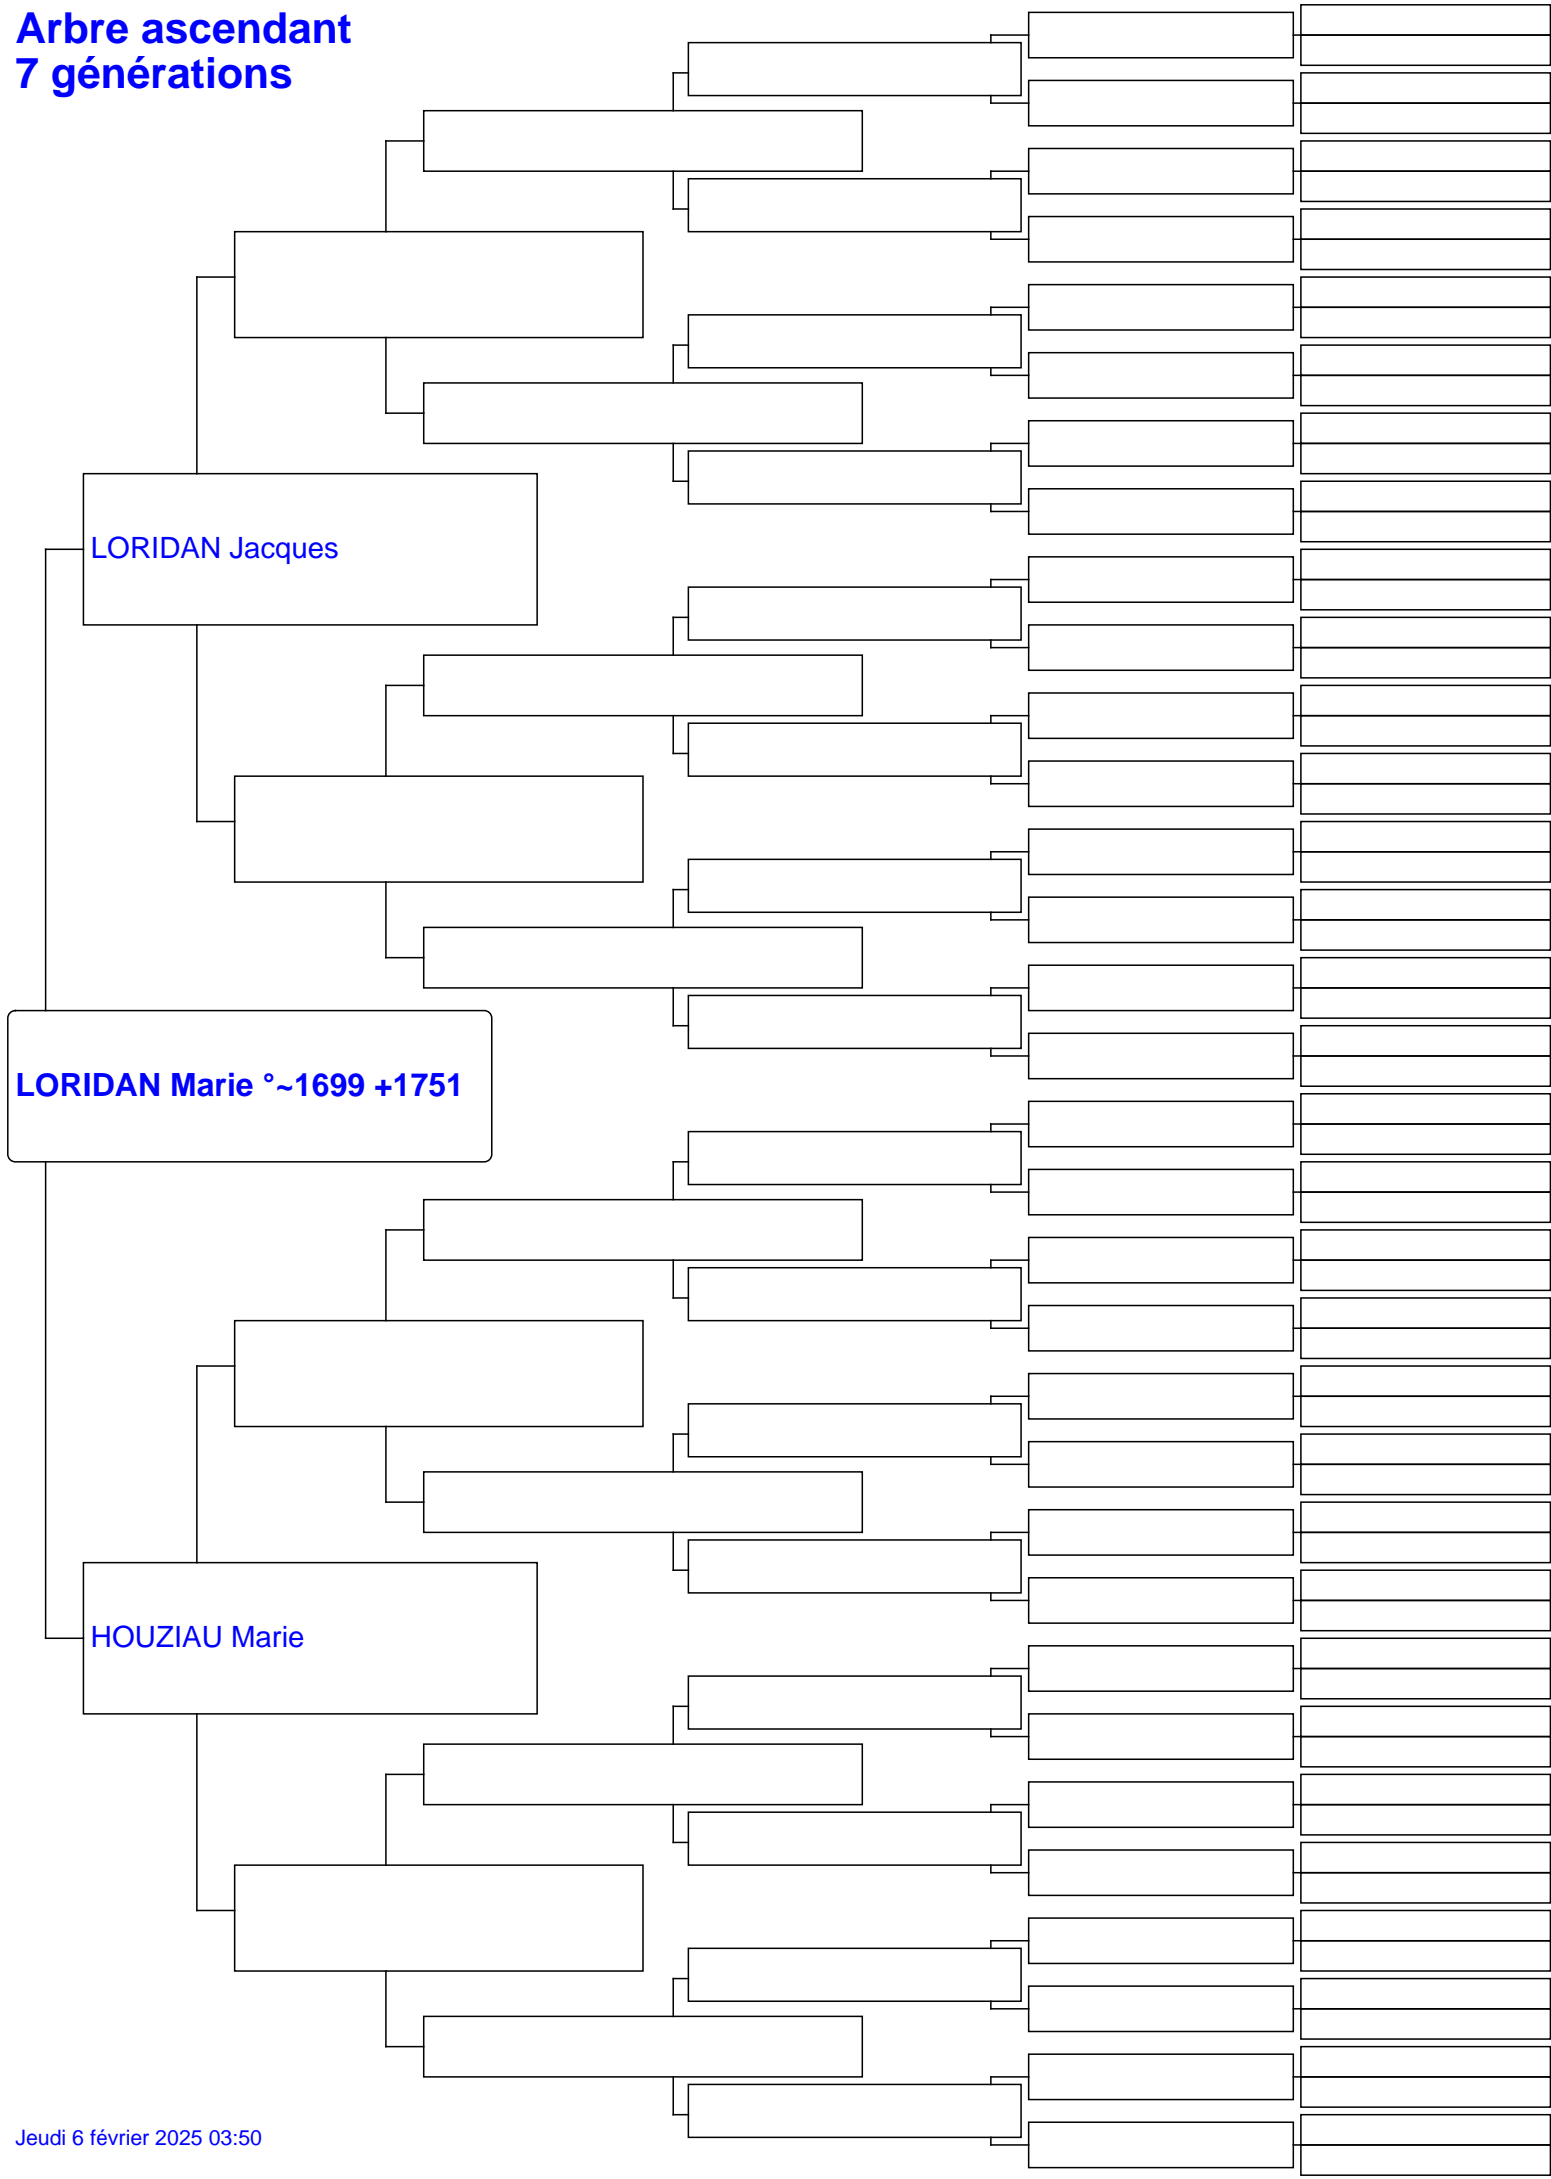 Arbre ascendant
7 générations
LORIDAN Jacques
LORIDAN Marie °~1699 +1751
HOUZIAU Marie
Jeudi 6 février 2025 03:50